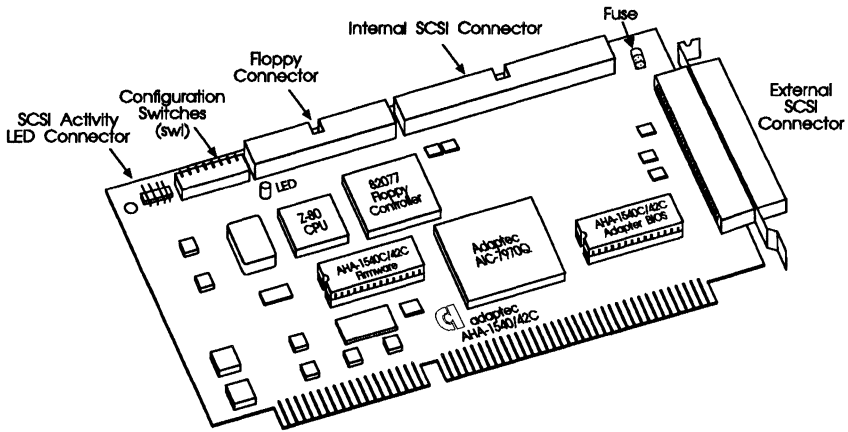 Fuse
Internal SCSI Connector
Floppy
Connector
Configuration
Switches
(sw1)
SCSI Activity
LED Connector
External
SCSI
Connector
LED
82077
Floppy
Controller
Z-80
CPU
AHA-1540C/42C
Adapter BIOS
Adaptec
AIC-7970Q
AHA-1540C/42C
Firmware
adaptec
AHA-1540/42C